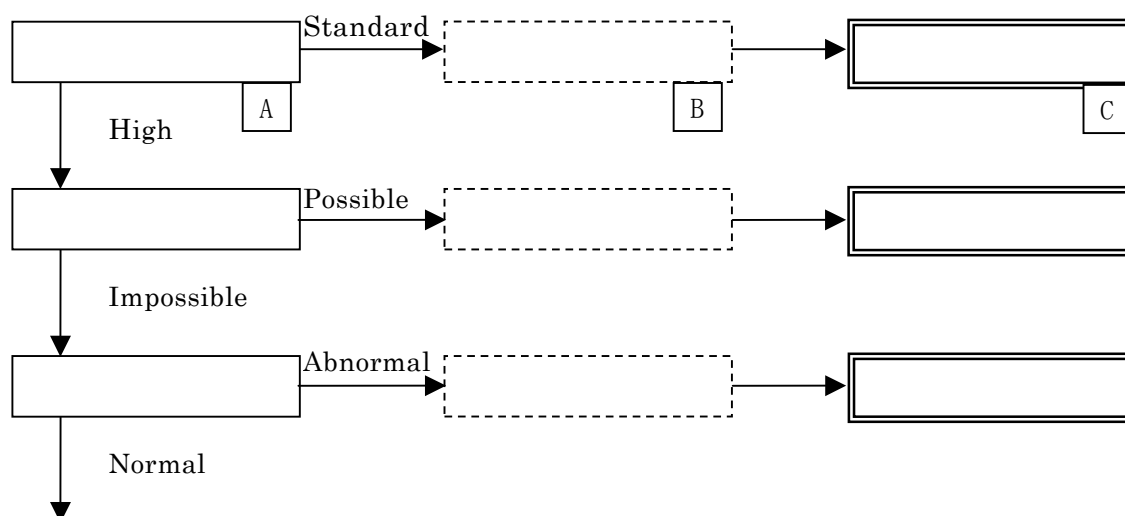 Standard
A
B
C
High
Possible
Impossible
Abnormal
Normal